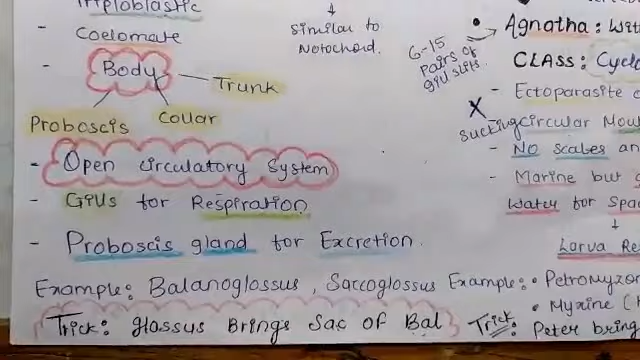 Triploblastic
- Coelomate
- Body
Trunk
Proboscis
Collar
- Open circulatory System
- Gills for Respiration
- Proboscis gland for Excretion.
Example: Balanoglossus, Saccoglossus
Trick: Glossus Brings Sac of Bal
↓
Similar to
Notochord.
6-15
pairs of
gill slits.
Agnatha: With
CLASS: Cyclo
- Ectoparasite
X
sucking circular Mou
- NO scales an
- Marine but
Water for Spa
↓
Larva Re
Example: • Petromyzon
• Myxine (
Trick: Peter bring